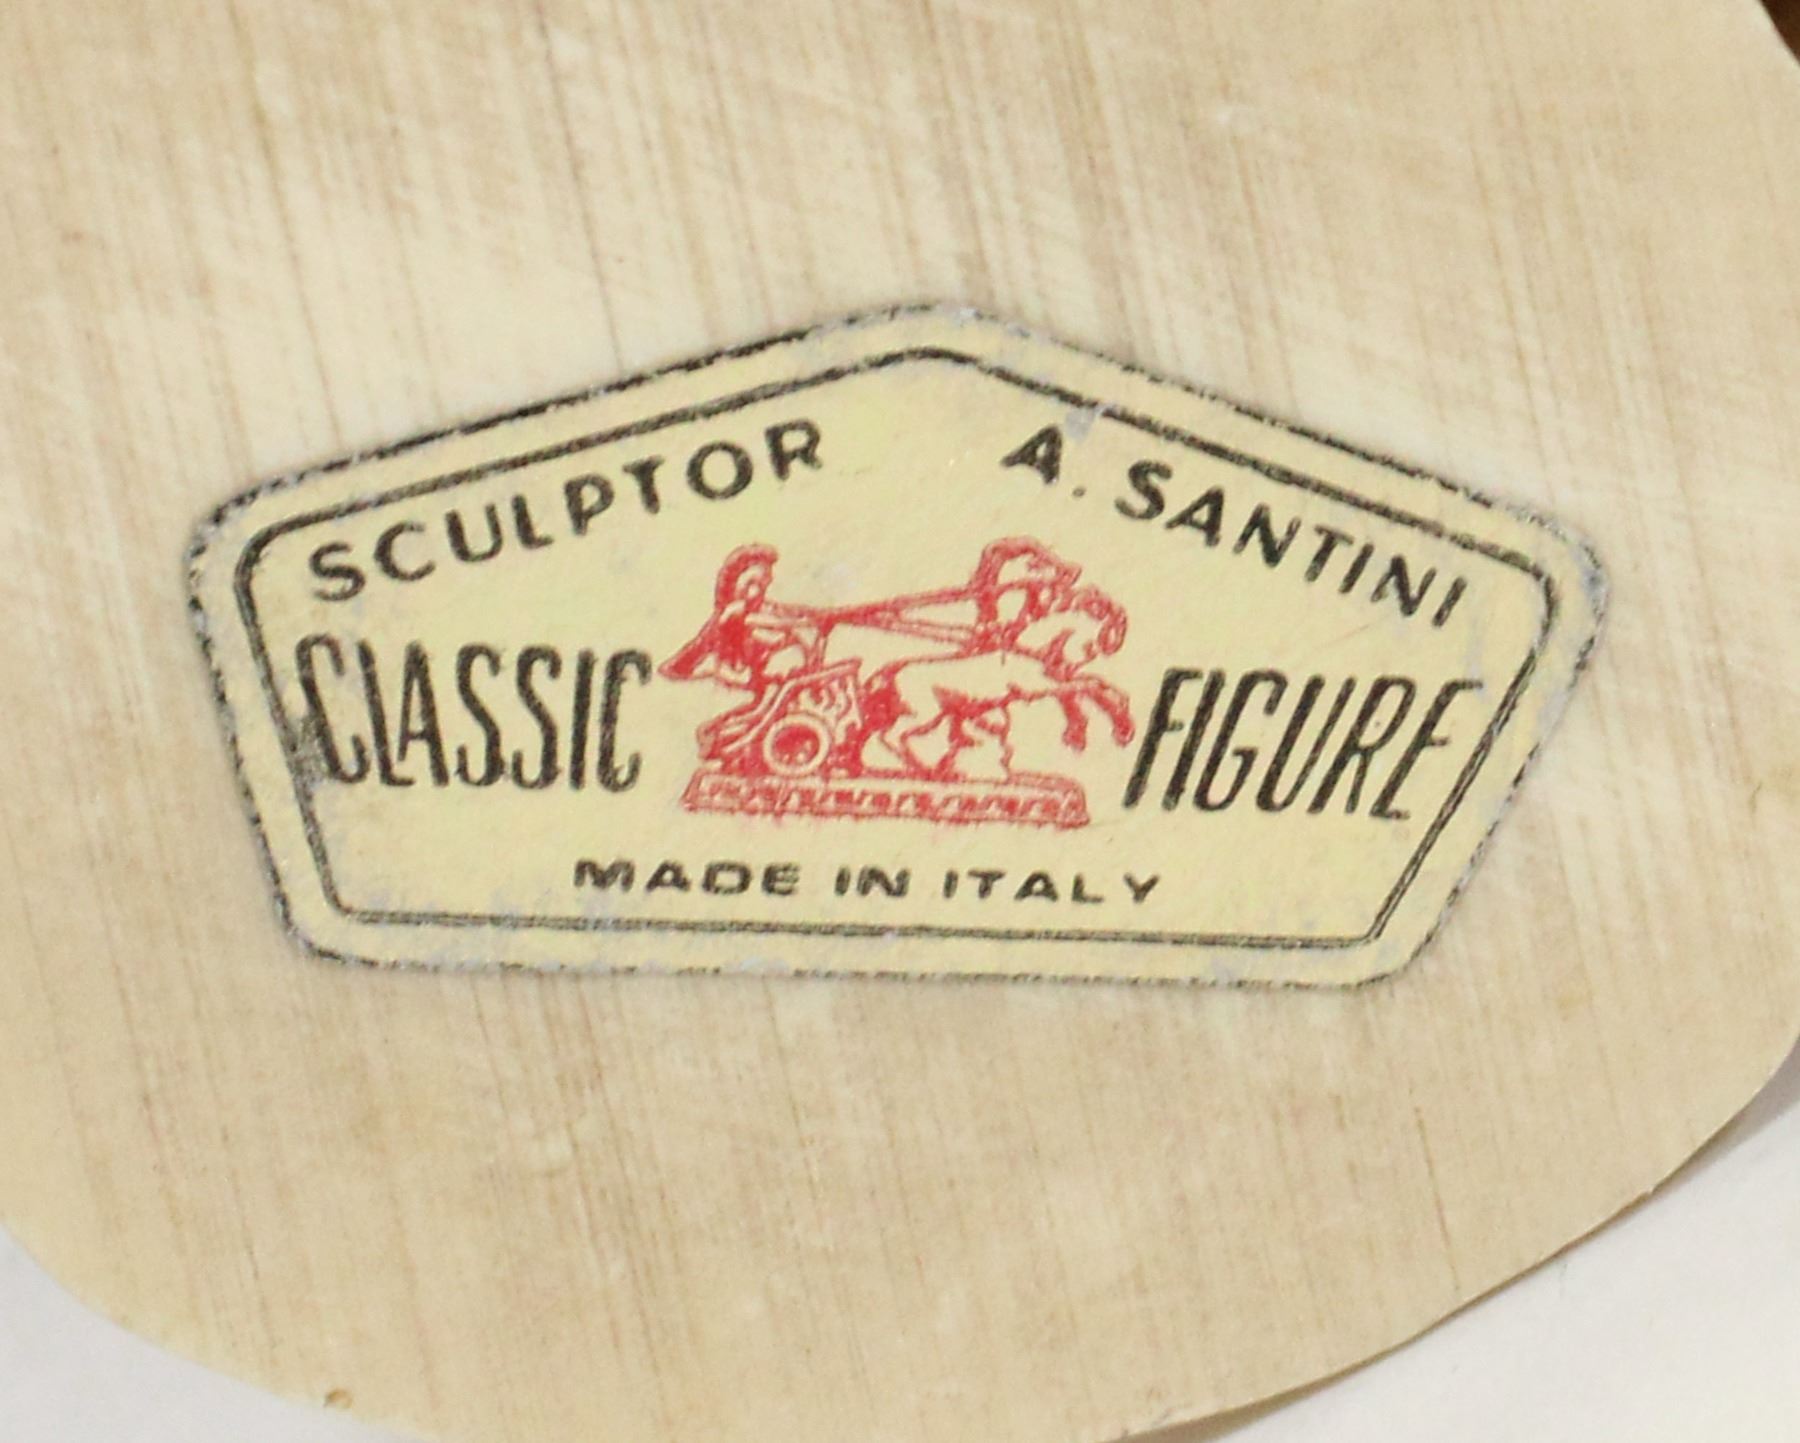 SCULPTOR A. SANTINI
CLASSIC FIGURE
MADE IN ITALY